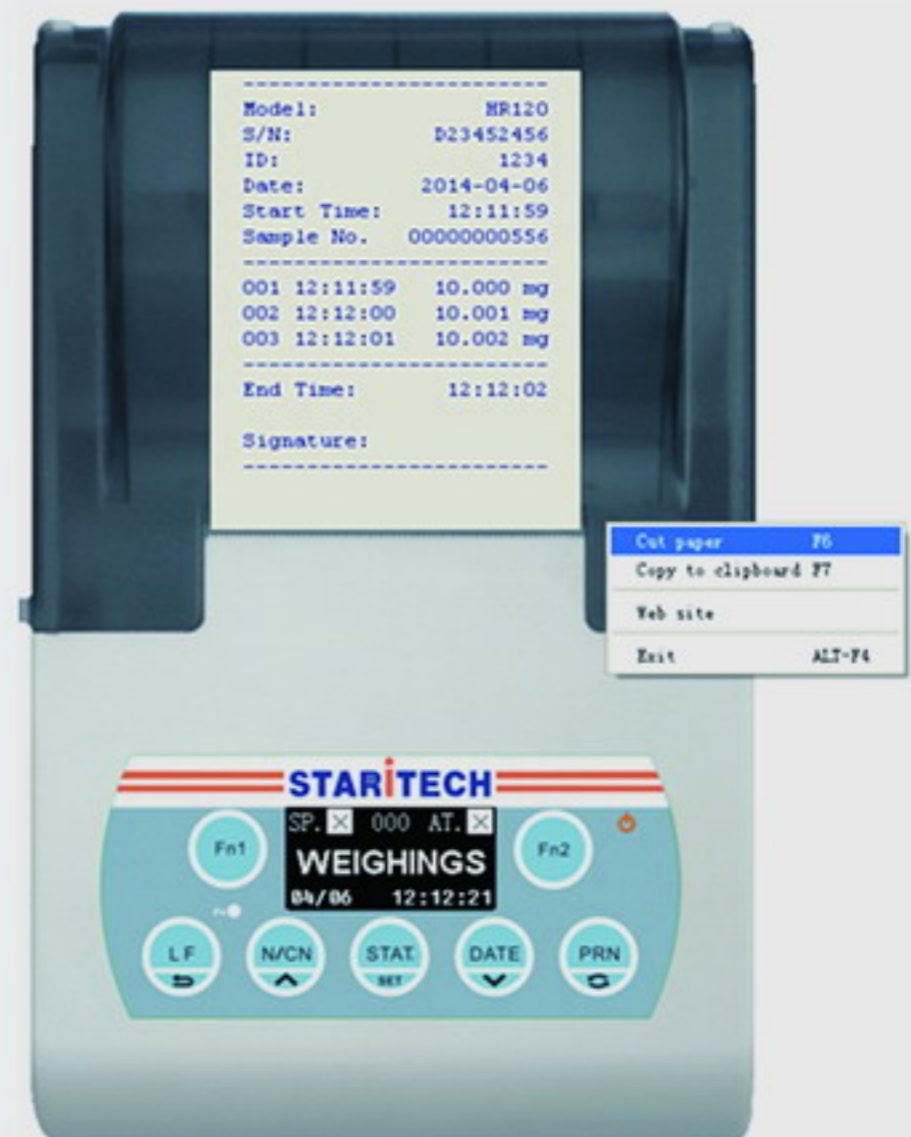 Model: HR120
S/N: D23452456
ID: 1234
Date: 2014-04-06
Start Time: 12:11:59
Sample No. 00000000556
001 12:11:59 10.000 mg
002 12:12:00 10.001 mg
003 12:12:01 10.002 mg
End Time: 12:12:02
Signature:
Cut paper F6
Copy to clipboard F7
Web site
Exit ALT-F4
STARiTECH
SP. 000 AT.
Fn1
WEIGHINGS
Fn2
04/06 12:12:21
LF
N/CN
STAT.
SET
DATE
PRN